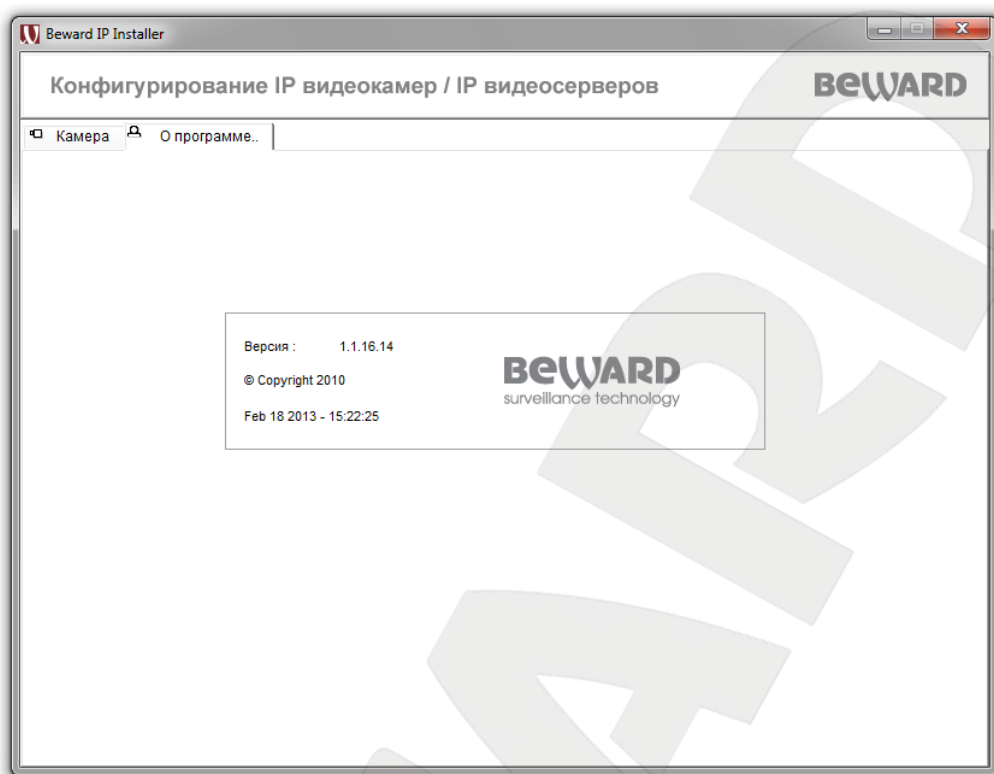 Beward IP Installer
Конфигурирование IP видеокамер / IP видеосерверов
BEWARD
Камера
О программе..
Версия : 1.1.16.14
© Copyright 2010
Feb 18 2013 - 15:22:25
BEWARD
surveillance technology
ARD